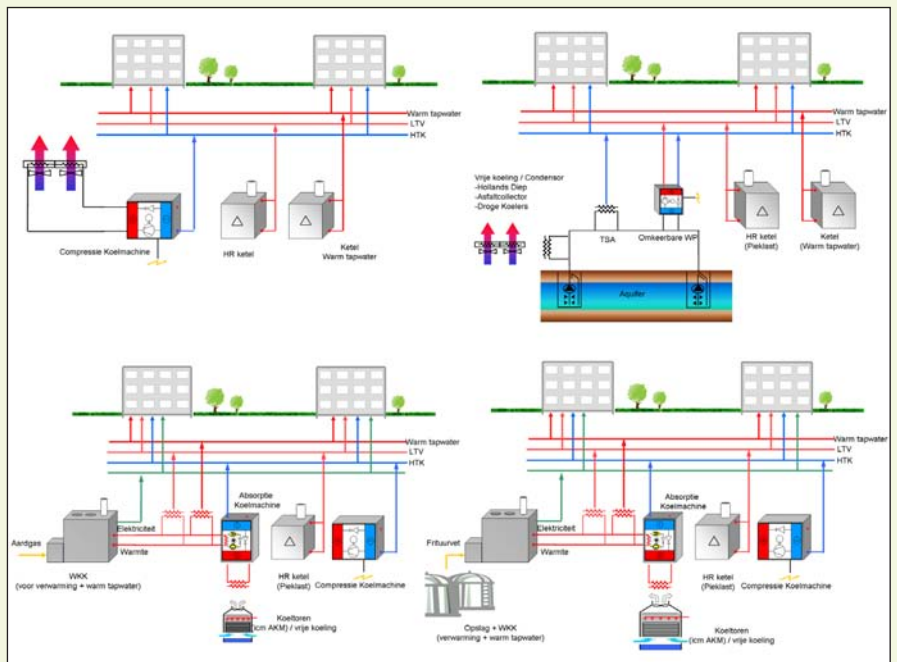 Warm tapwater
LTV
HTK
Compressie Koelmachine
HR ketel
Ketel
Warm tapwater
Warm tapwater
LTV
HTK
Vrije koeling / Condensor
-Hollands Diep
-Asfaltcollector
-Droge Koelers
TSA
Omkeerbare WP
HR ketel
(Pieklast)
Ketel
(Warm tapwater)
Aquifer
Warm tapwater
LTV
HTK
Absorptie
Koelmachine
Elektriciteit
Aardgas
Warmte
WKK
(voor verwarming + warm tapwater)
HR ketel
(Pieklast)
Compressie Koelmachine
Koeltoren
(icm AKM) / vrije koeling
Warm tapwater
LTV
HTK
Absorptie
Koelmachine
Elektriciteit
Frituurvet
Warmte
HR ketel
(Pieklast)
Compressie Koelmachine
Opslag + WKK
(verwarming + warm tapwater)
Koeltoren
(icm AKM) / vrije koeling